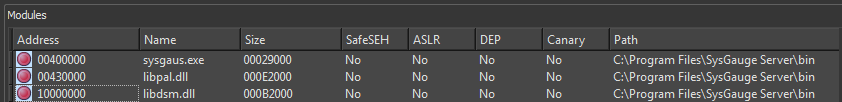 Modules
Address Name Size SafeSEH ASLR DEP Canary Path
00400000 sysgaus.exe 00029000 No No No No C:\Program Files\SysGauge Server\bin
00430000 libpal.dll 000E2000 No No No No C:\Program Files\SysGauge Server\bin
10000000 libdsm.dll 000B2000 No No No No C:\Program Files\SysGauge Server\bin